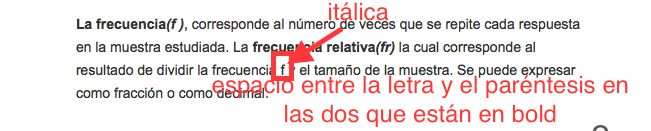 itálica
La frecuencia(f ), corresponde al número de veces que se repite cada respuesta
en la muestra estudiada. La frecuencia relativa(fr) la cual corresponde al
resultado de dividir la frecuencia f y el tamaño de la muestra. Se puede expresar
como fracción o como decimal.
espacio entre la letra y el paréntesis en
las dos que están en bold